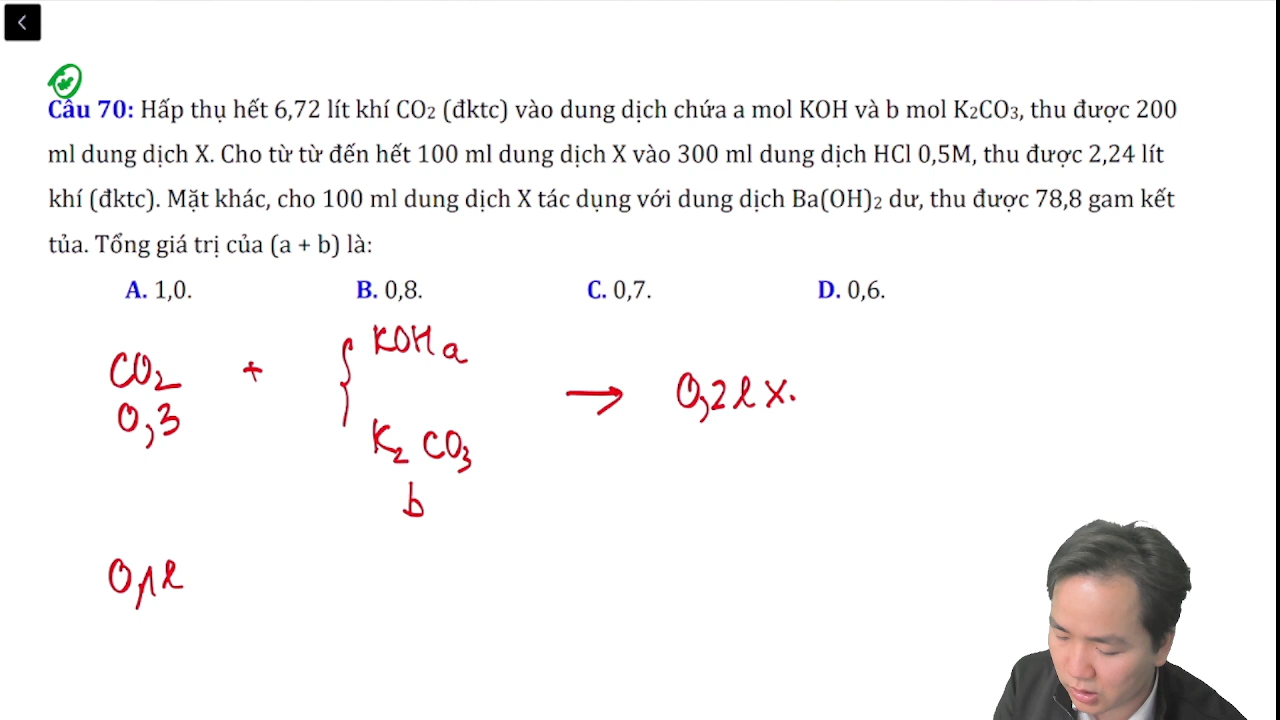 Câu 70: Hấp thụ hết 6,72 lít khí CO₂ (đktc) vào dung dịch chứa a mol KOH và b mol K₂CO₃, thu được 200
ml dung dịch X. Cho từ từ đến hết 100 ml dung dịch X vào 300 ml dung dịch HCl 0,5M, thu được 2,24 lít
khí (đktc). Mặt khác, cho 100 ml dung dịch X tác dụng với dung dịch Ba(OH)₂ dư, thu được 78,8 gam kết
tủa. Tổng giá trị của (a + b) là:
A. 1,0. B. 0,8. C. 0,7. D. 0,6.
KOH a
CO₂ + { → 0,2l X.
0,3
K₂CO₃
b
0,1l